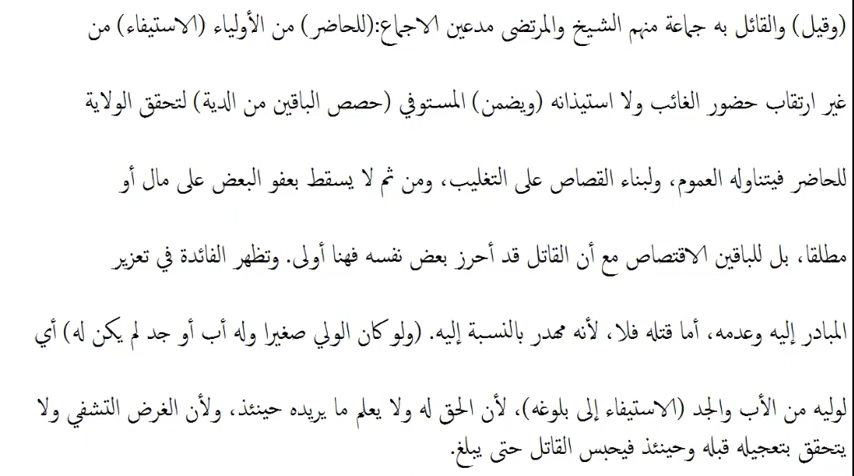 (وقيل) والقائل به جماعة منهم الشيخ والمرتضى مدعين الاجماع:(للحاضر) من الأولياء (الاستيفاء) من
غير ارتقاب حضور الغائب ولا استيذانه (ويضمن) المستوفي (حصص الباقين من الدية) لتحقق الولاية
للحاضر فيتناوله العموم، ولبناء القصاص على التغليب، ومن ثم لا يسقط بعفو البعض على مال أو
مطلقا، بل للباقين الاقتصاص مع أن القاتل قد أحرز بعض نفسه فهنا أولى. وتظهر الفائدة في تعزير
المبادر إليه وعدمه، أما قتله فلا، لأنه مهدر بالنسبة إليه. (ولو كان الولي صغيرا وله أب أو جد لم يكن له) أي
لوليه من الأب والجد (الاستيفاء إلى بلوغه)، لأن الحق له ولا يعلم ما يريده حينئذ، ولأن الغرض التشفي ولا
يتحقق بتعجيله قبله وحينئذ فيحبس القاتل حتى يبلغ.